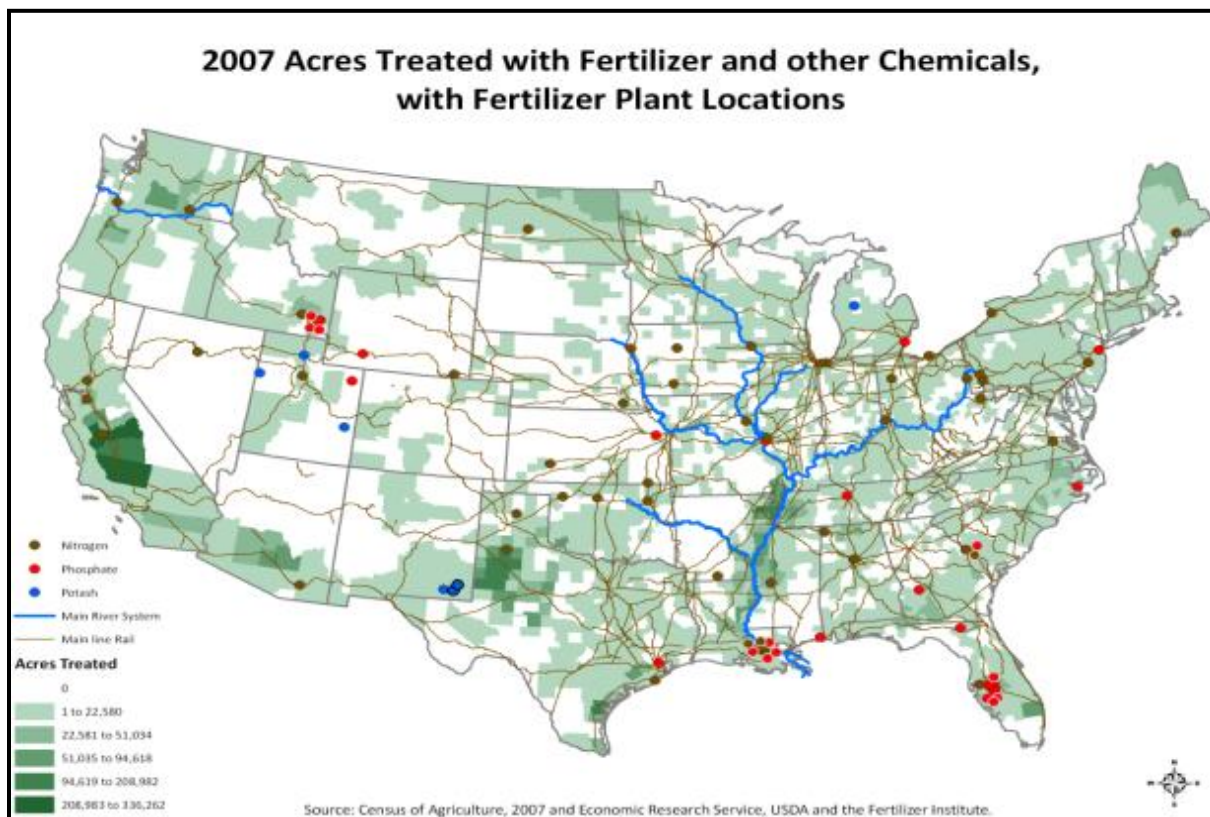 2007 Acres Treated with Fertilizer and other Chemicals,
with Fertilizer Plant Locations
Nitrogen
Phosphate
Potash
Main River System
Main line Rail
Acres Treated
0
1 to 22,580
22,581 to 51,034
51,035 to 94,618
94,619 to 208,982
208,983 to 336,262
Source: Census of Agriculture, 2007 and Economic Research Service, USDA and the Fertilizer Institute.